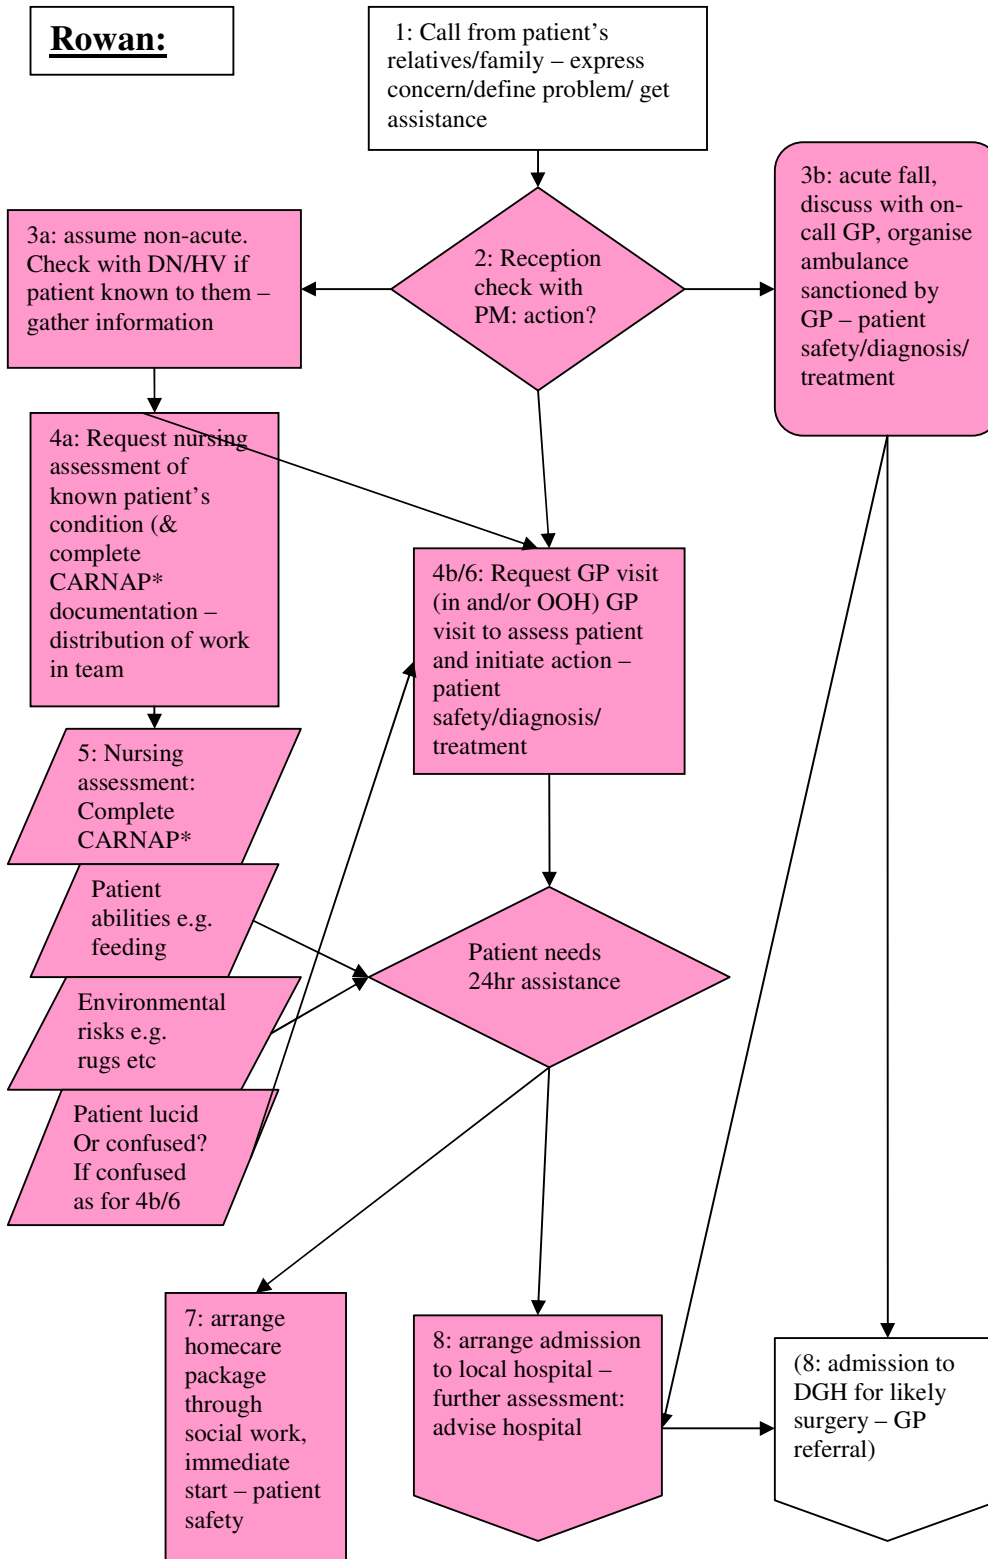 Rowan:
1: Call from patient’s
relatives/family – express
concern/define problem/ get
assistance
3b: acute fall,
discuss with on-
call GP, organise
ambulance
sanctioned by
GP – patient
safety/diagnosis/
treatment
3a: assume non-acute.
Check with DN/HV if
patient known to them –
gather information
2: Reception
check with
PM: action?
4a: Request nursing
assessment of
known patient’s
condition (&
complete
CARNAP*
documentation –
distribution of work
in team
4b/6: Request GP visit
(in and/or OOH) GP
visit to assess patient
and initiate action –
patient
safety/diagnosis/
treatment
5: Nursing
assessment:
Complete
CARNAP*
Patient
abilities e.g.
feeding
Environmental
risks e.g.
rugs etc
Patient lucid
Or confused?
If confused
as for 4b/6
Patient needs
24hr assistance
7: arrange
homecare
package
through
social work,
immediate
start – patient
safety
8: arrange admission
to local hospital –
further assessment:
advise hospital
(8: admission to
DGH for likely
surgery – GP
referral)